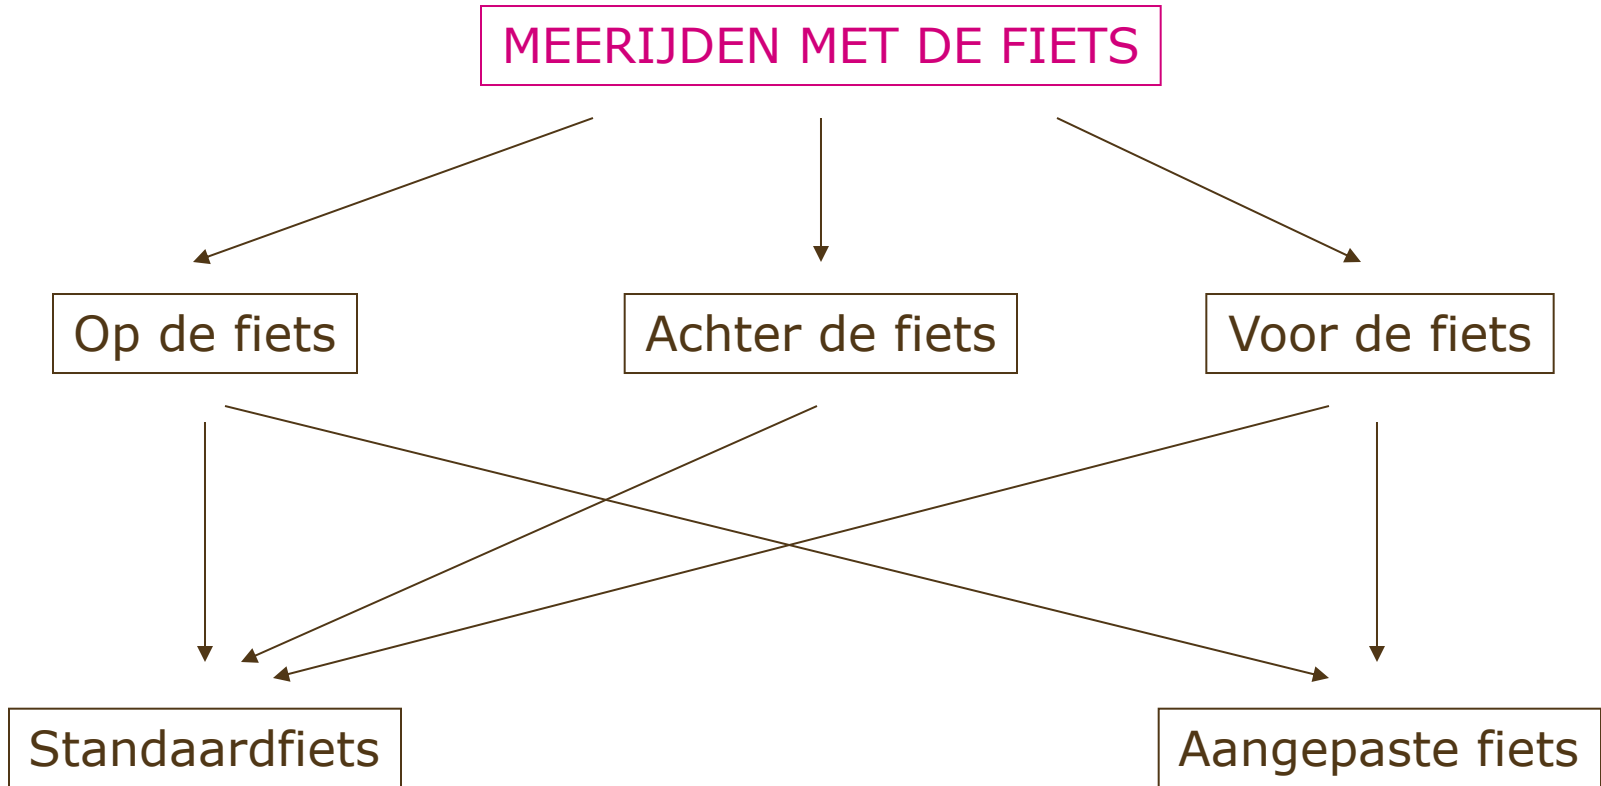 MEERIJDEN MET DE FIETS
Op de fiets
Achter de fiets
Voor de fiets
Standaardfiets
Aangepaste fiets